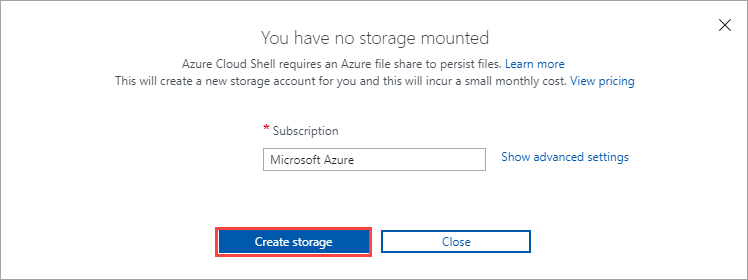 You have no storage mounted
Azure Cloud Shell requires an Azure file share to persist files. Learn more
This will create a new storage account for you and this will incur a small monthly cost. View pricing
* Subscription
Microsoft Azure
Show advanced settings
Create storage
Close